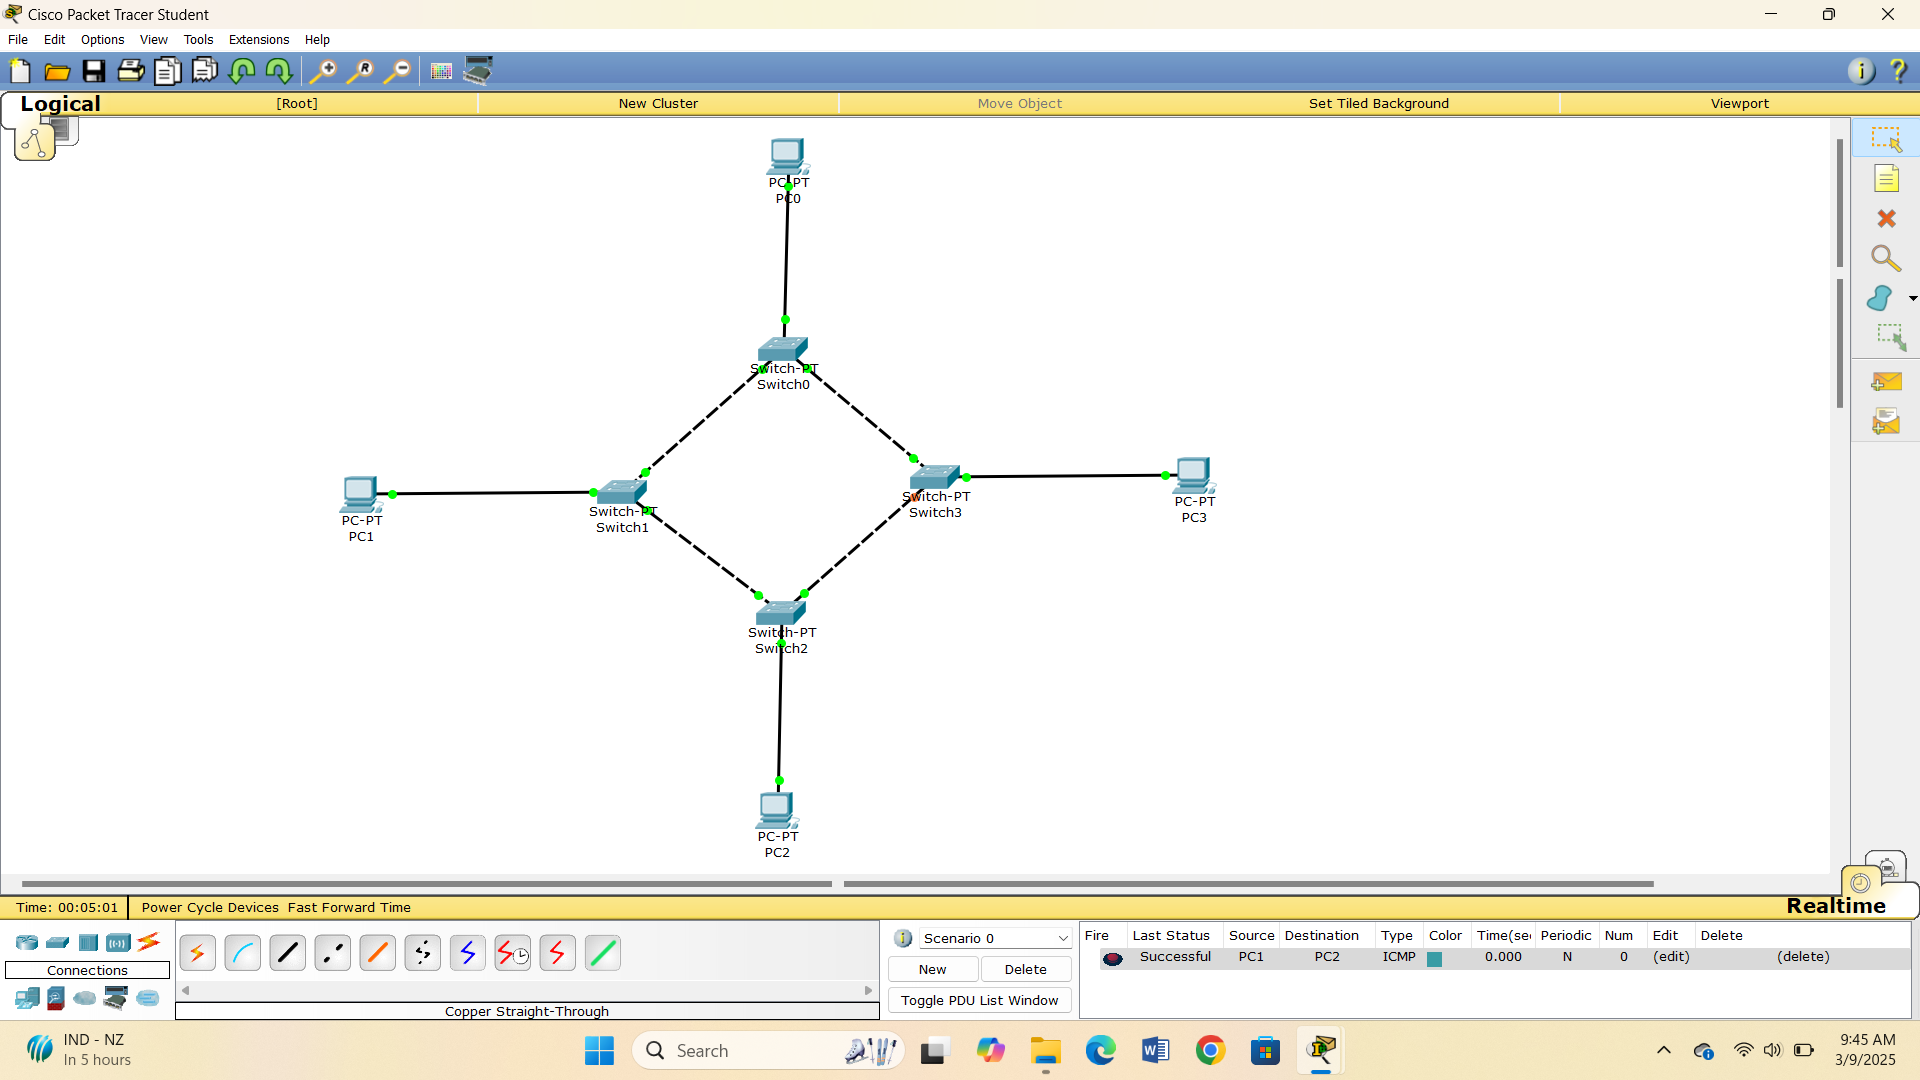 Cisco Packet Tracer Student
File Edit Options View Tools Extensions Help
Logical [Root] New Cluster Move Object Set Tiled Background Viewport
PC-PT
PC0
Switch-PT
Switch0
PC-PT
PC1
Switch-PT
Switch1
Switch-PT
Switch3
PC-PT
PC3
Switch-PT
Switch2
PC-PT
PC2
Time: 00:05:01 Power Cycle Devices Fast Forward Time
Realtime
Connections
Copper Straight-Through
Scenario 0
New Delete
Toggle PDU List Window
Fire Last Status Source Destination Type Color Time(sec Periodic Num Edit Delete
Successful PC1 PC2 ICMP 0.000 N 0 (edit) (delete)
IND - NZ
In 5 hours
Search
9:45 AM
3/9/2025